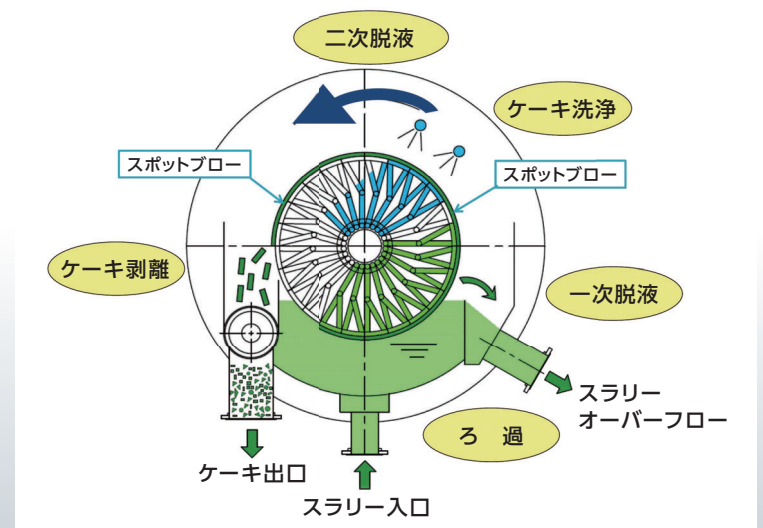 二次脱液
ケーキ洗浄
スポットブロー
スポットブロー
ケーキ剥離
一次脱液
スラリー
オーバーフロー
ろ 過
ケーキ出口
スラリー入口